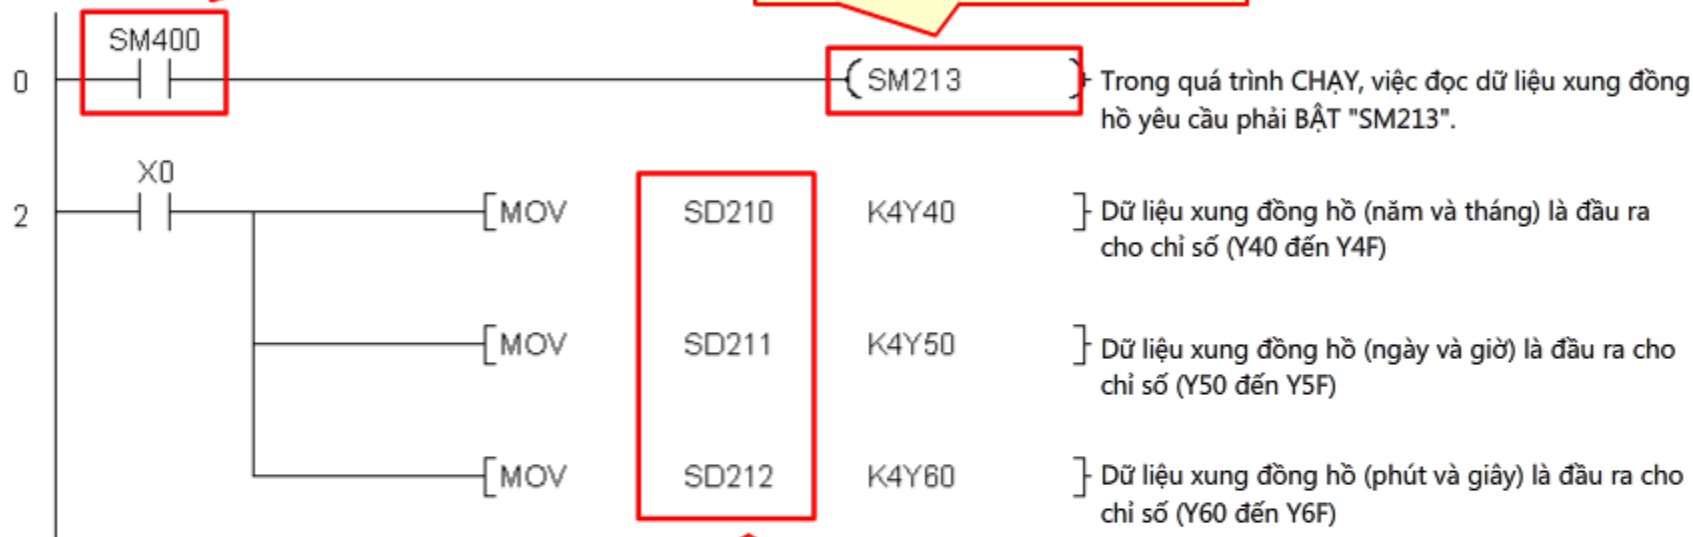 SM400
0 SM213 Trong quá trình CHẠY, việc đọc dữ liệu xung đồng
hồ yêu cầu phải BẬT "SM213".
X0
2 MOV SD210 K4Y40 Dữ liệu xung đồng hồ (năm và tháng) là đầu ra
cho chỉ số (Y40 đến Y4F)
MOV SD211 K4Y50 Dữ liệu xung đồng hồ (ngày và giờ) là đầu ra cho
chỉ số (Y50 đến Y5F)
MOV SD212 K4Y60 Dữ liệu xung đồng hồ (phút và giây) là đầu ra cho
chỉ số (Y60 đến Y6F)